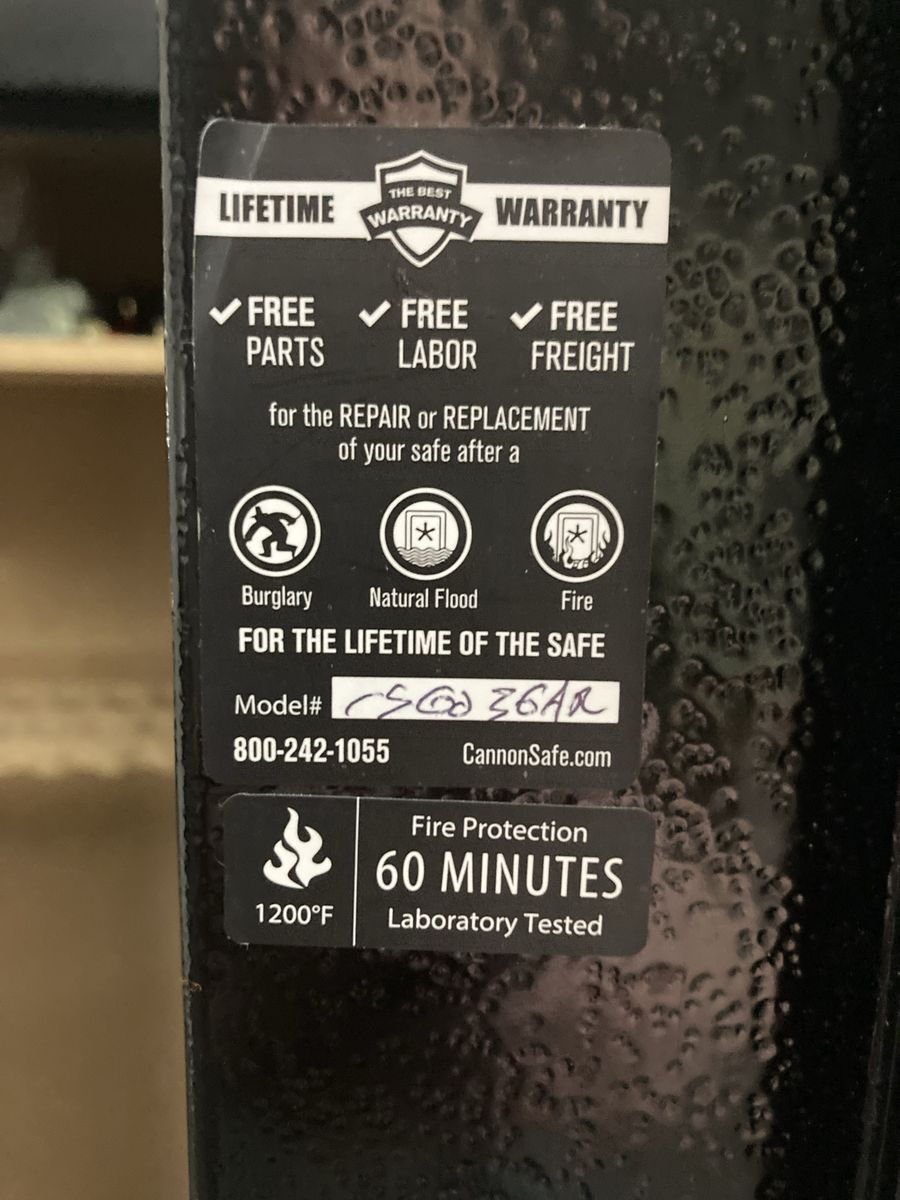 LIFETIME THE BEST WARRANTY WARRANTY
FREE PARTS
FREE LABOR
FREE FREIGHT
for the REPAIR or REPLACEMENT
of your safe after a
Burglary Natural Flood Fire
FOR THE LIFETIME OF THE SAFE
Model#
800-242-1055 CannonSafe.com
1200°F
Fire Protection
60 MINUTES
Laboratory Tested